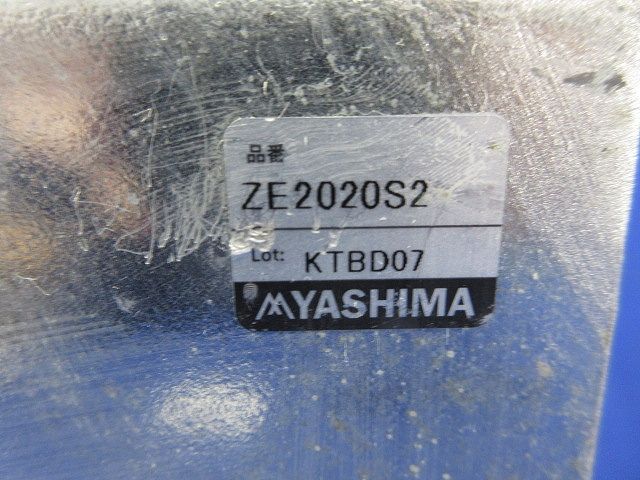 品番
ZE2020S2
Lot: KTBD07
YASHIMA